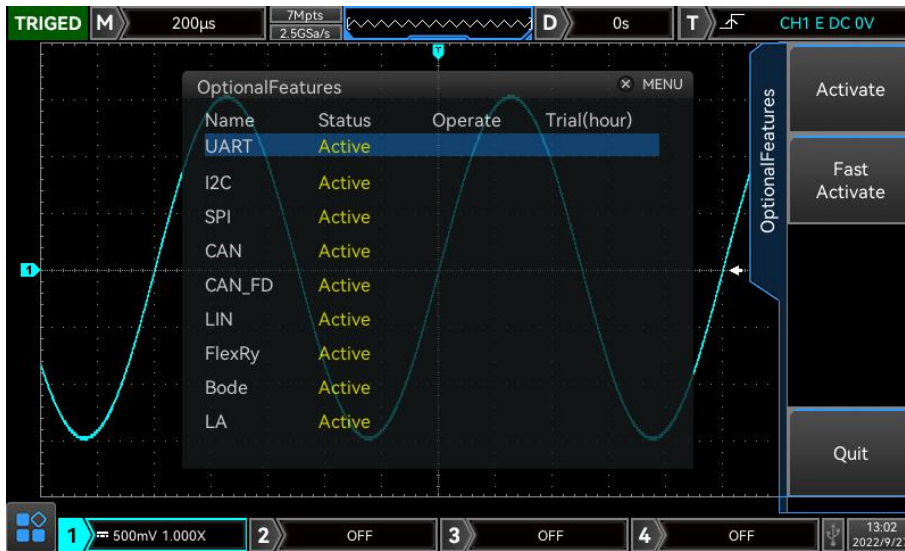 TRIGED M 200μs 7Mpts D 0s T CH1 E DC 0V
2.5GSa/s
T
OptionalFeatures MENU
Name Status Operate Trial(hour)
UART Active
I2C Active
SPI Active
CAN Active
CAN_FD Active
LIN Active
FlexRy Active
Bode Active
LA Active
1
OptionalFeatures
Activate
Fast
Activate
Quit
1 500mV 1.000X 2 OFF 3 OFF 4 OFF 13:02
2022/9/27